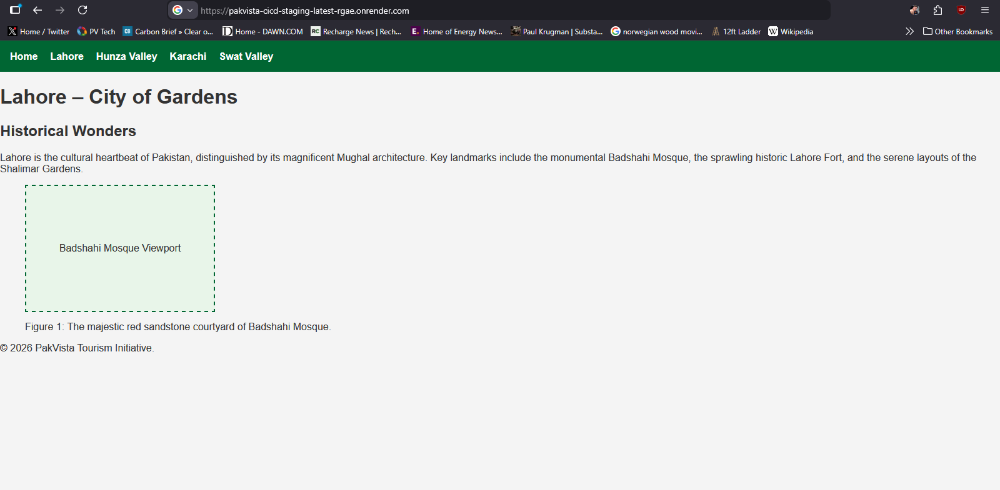 https://pakvista-cicd-staging-latest-rgae.onrender.com
Home / Twitter PV Tech Carbon Brief » Clear o... Home - DAWN.COM Recharge News | Rech... Home of Energy News... Paul Krugman | Substa... norwegian wood movi... 12ft Ladder Wikipedia Other Bookmarks
Home Lahore Hunza Valley Karachi Swat Valley
Lahore – City of Gardens
Historical Wonders
Lahore is the cultural heartbeat of Pakistan, distinguished by its magnificent Mughal architecture. Key landmarks include the monumental Badshahi Mosque, the sprawling historic Lahore Fort, and the serene layouts of the
Shalimar Gardens.
Badshahi Mosque Viewport
Figure 1: The majestic red sandstone courtyard of Badshahi Mosque.
© 2026 PakVista Tourism Initiative.